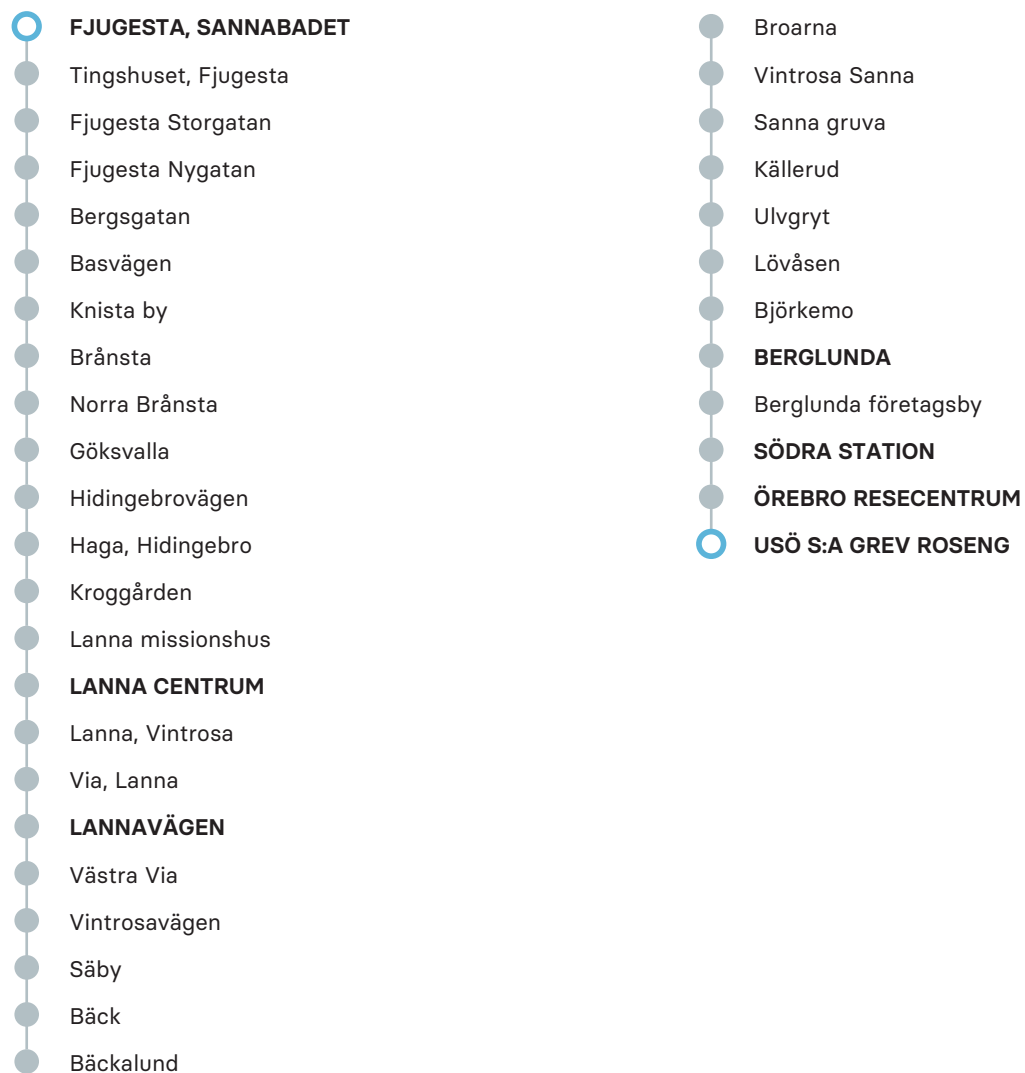 FJUGESTA, SANNABADET
Tingshuset, Fjugesta
Fjugesta Storgatan
Fjugesta Nygatan
Bergsgatan
Basvägen
Knista by
Brånsta
Norra Brånsta
Göksvalla
Hidingebrovägen
Haga, Hidingebro
Kroggården
Lanna missionshus
LANNA CENTRUM
Lanna, Vintrosa
Via, Lanna
LANNAVÄGEN
Västra Via
Vintrosavägen
Säby
Bäck
Bäckalund
Broarna
Vintrosa Sanna
Sanna gruva
Källerud
Ulvgryt
Lövåsen
Björkemo
BERGLUNDA
Berglunda företagsby
SÖDRA STATION
ÖREBRO RESECENTRUM
USÖ S:A GREV ROSENG